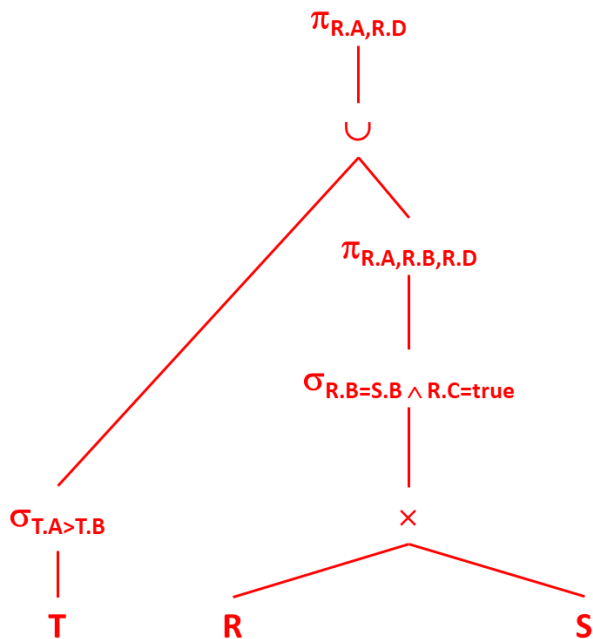 π R.A,R.D
∪
π R.A,R.B,R.D
σ R.B=S.B ∧ R.C=true
σ T.A>T.B
×
T R S